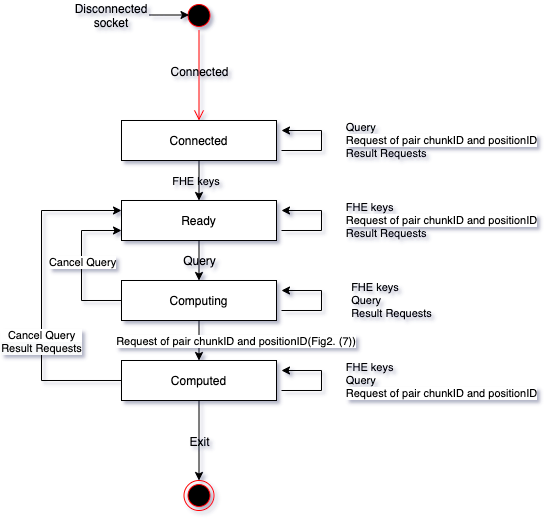 Disconnected
socket
Connected
Connected
Query
Request of pair chunkID and positionID
Result Requests
FHE keys
Ready
FHE keys
Request of pair chunkID and positionID
Result Requests
Cancel Query
Query
Computing
FHE keys
Query
Result Requests
Cancel Query
Result Requests
Request of pair chunkID and positionID(Fig2. (7))
Computed
FHE keys
Query
Request of pair chunkID and positionID
Exit